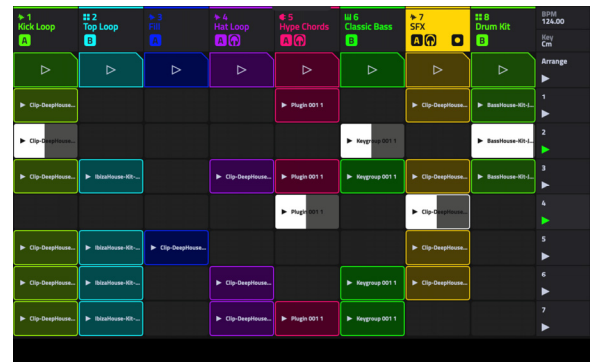 1 2 3 4 5 6 7 8 BPM
Kick Loop Top Loop Fill Hat Loop Hype Chords Classic Bass SFX Drum Kit 124.00
A B A A A B A B Key
Cm
Arrange
Clip-DeepHouse... Plugin 001 1 Clip-DeepHouse... BassHouse-Kit-J... 1
Clip-DeepHouse... Keygroup 001 1 BassHouse-Kit-J... 2
Clip-DeepHouse... IbizaHouse-Kit-... Clip-DeepHouse... Plugin 001 1 Keygroup 001 1 Clip-DeepHouse... BassHouse-Kit-J... 3
Plugin 001 1 Clip-DeepHouse... 4
Clip-DeepHouse... IbizaHouse-Kit-... Clip-DeepHouse... Clip-DeepHouse... 5
Clip-DeepHouse... IbizaHouse-Kit-... Clip-DeepHouse... Keygroup 001 1 Clip-DeepHouse... 6
Clip-DeepHouse... IbizaHouse-Kit-... Clip-DeepHouse... Plugin 001 1 Keygroup 001 1 7